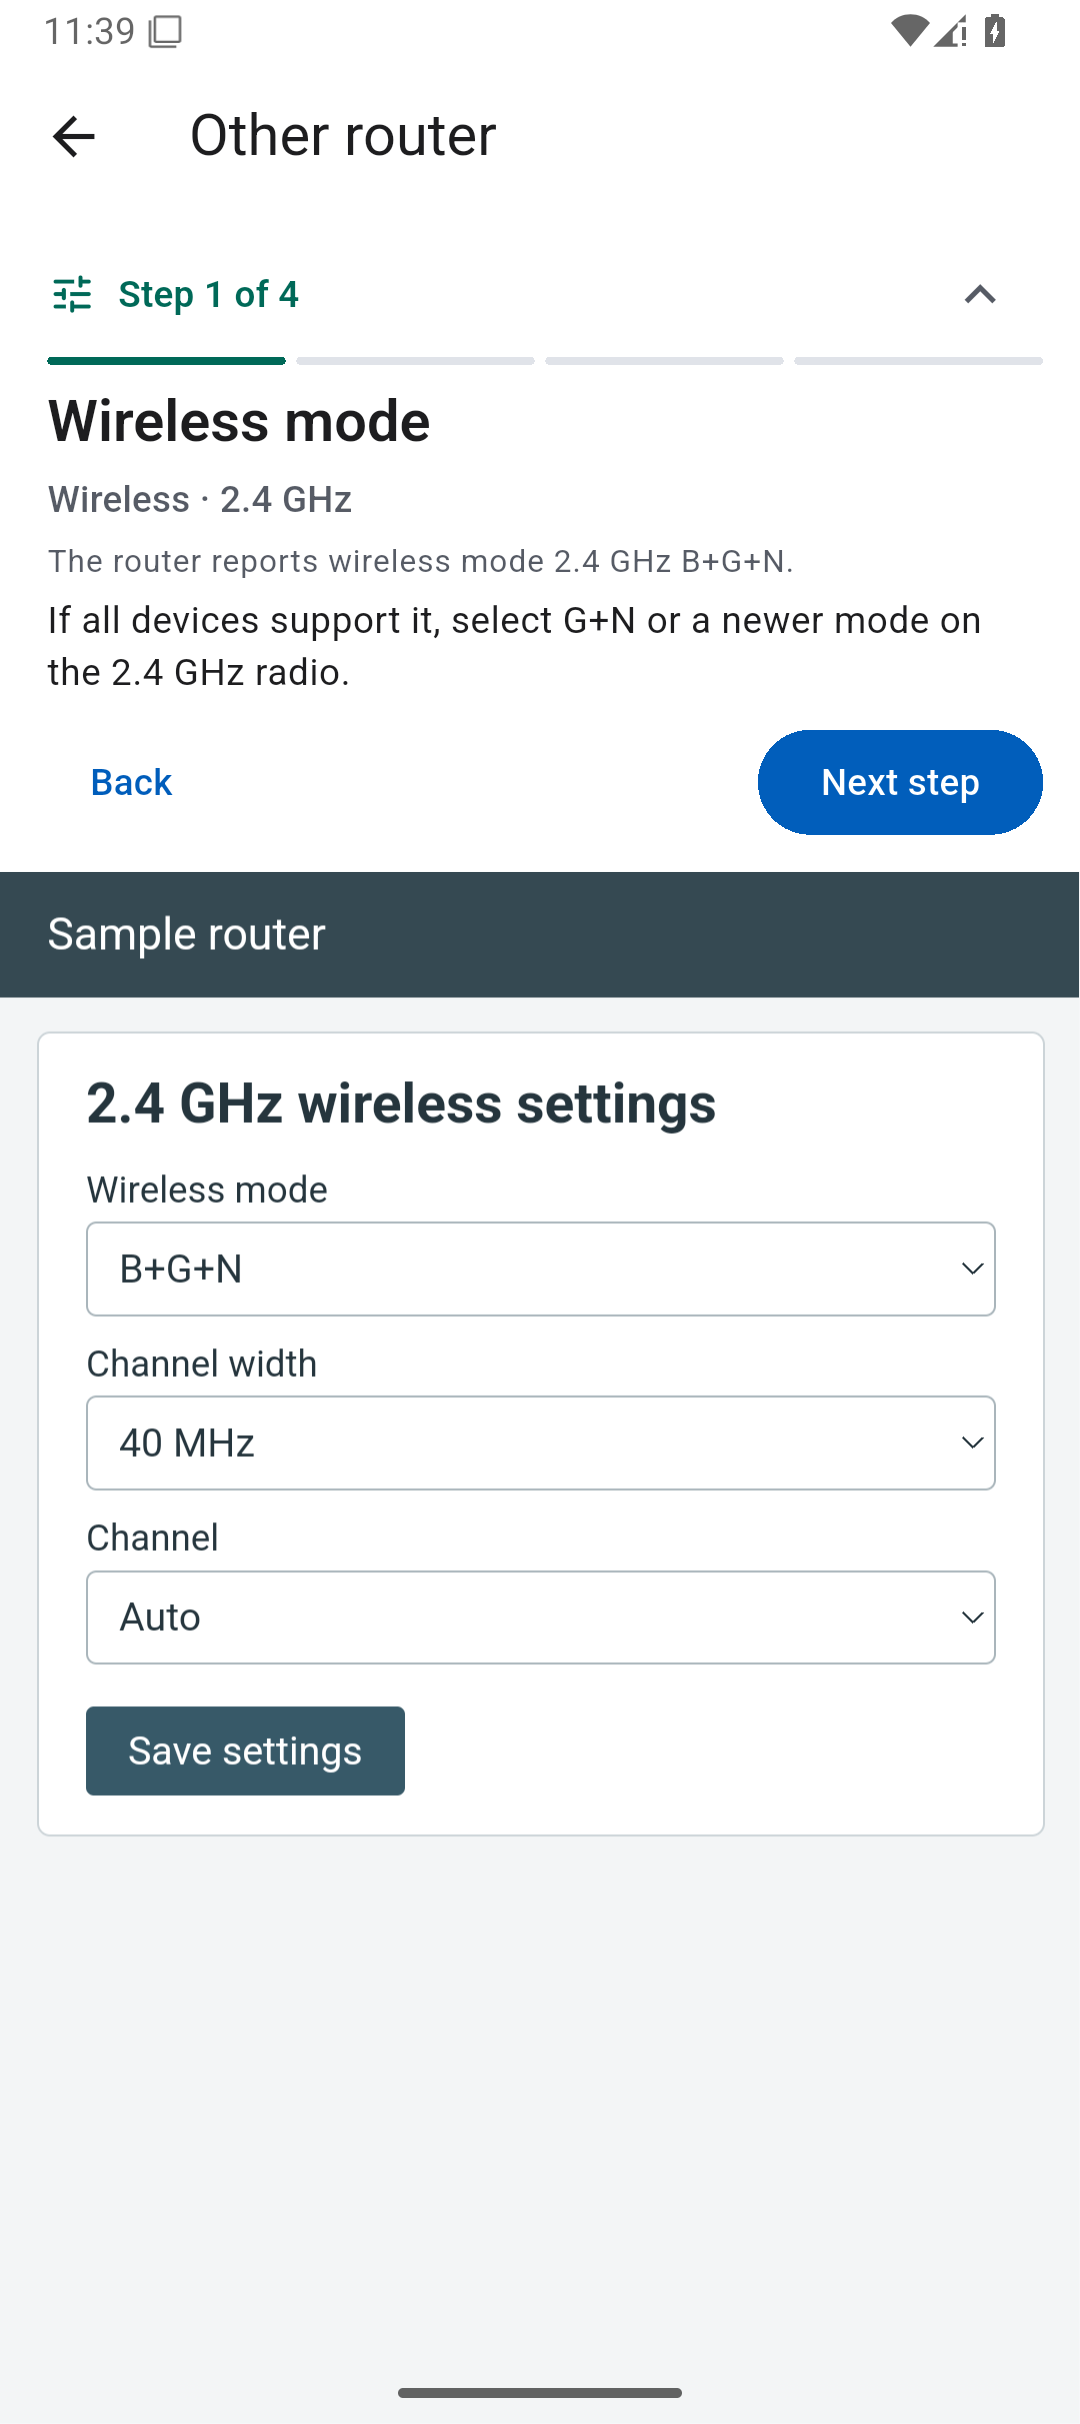 11:39
Other router
Step 1 of 4
Wireless mode
Wireless · 2.4 GHz
The router reports wireless mode 2.4 GHz B+G+N.
If all devices support it, select G+N or a newer mode on
the 2.4 GHz radio.
Back
Next step
Sample router
2.4 GHz wireless settings
Wireless mode
B+G+N
Channel width
40 MHz
Channel
Auto
Save settings